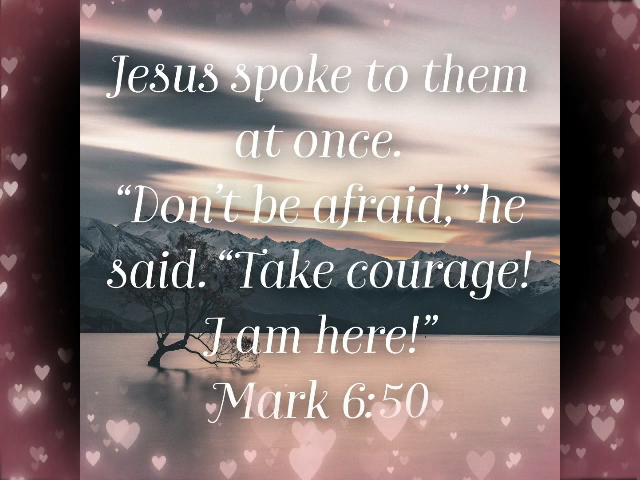 Jesus spoke to them
at once.
“Don’t be afraid,” he
said. “Take courage!
I am here!”
Mark 6:50